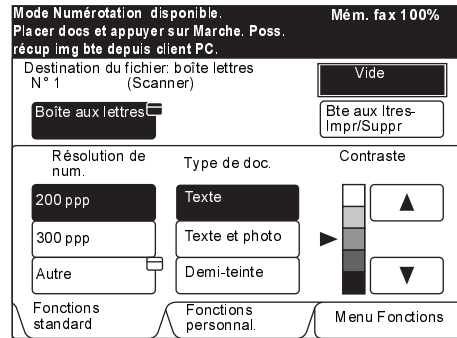 Mode Numérotation disponible.
Mém. fax 100%
Placer docs et appuyer sur Marche. Poss.
récup img bte depuis client PC.
Destination du fichier: boîte lettres
N° 1 (Scanner)
Vide
Boîte aux lettres
Bte aux ltres-
Impr/Suppr
Résolution de
num.
Type de doc.
Contraste
200 ppp
Texte
300 ppp
Texte et photo
Autre
Demi-teinte
Fonctions
standard
Fonctions
personnal.
Menu Fonctions